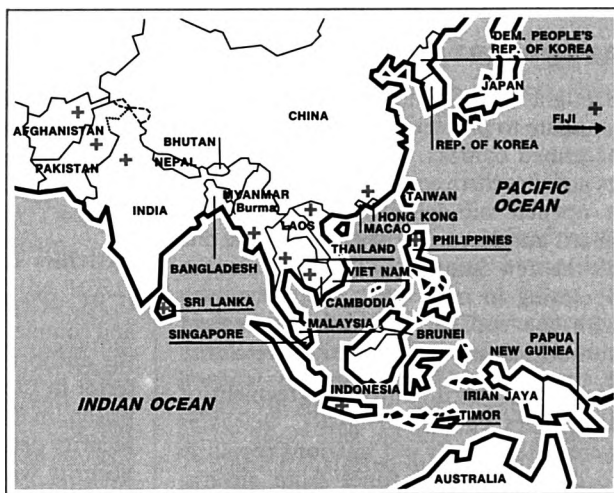 DEM. PEOPLE'S
REP. OF KOREA
JAPAN
CHINA
FIJI
AFGHANISTAN
REP. OF KOREA
BHUTAN
PAKISTAN
NEPAL
TAIWAN
PACIFIC
OCEAN
MYANMAR
(Burma)
INDIA
HONG KONG
MACAO
LAOS
THAILAND
PHILIPPINES
BANGLADESH
VIET NAM
CAMBODIA
SRI LANKA
MALAYSIA
SINGAPORE
BRUNEI
PAPUA
NEW GUINEA
INDONESIA
IRIAN JAYA
INDIAN OCEAN
TIMOR
AUSTRALIA